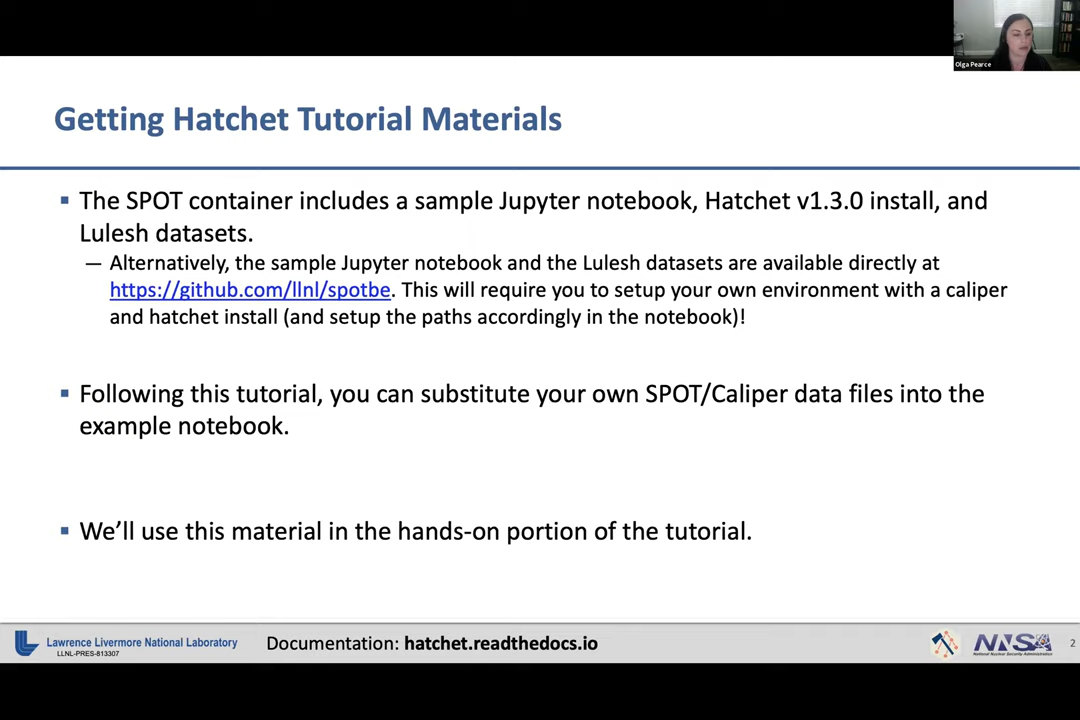 Olga Pearce
Getting Hatchet Tutorial Materials
▪ The SPOT container includes a sample Jupyter notebook, Hatchet v1.3.0 install, and
Lulesh datasets.
— Alternatively, the sample Jupyter notebook and the Lulesh datasets are available directly at
https://github.com/llnl/spotbe. This will require you to setup your own environment with a caliper
and hatchet install (and setup the paths accordingly in the notebook)!
▪ Following this tutorial, you can substitute your own SPOT/Caliper data files into the
example notebook.
▪ We’ll use this material in the hands-on portion of the tutorial.
Lawrence Livermore National Laboratory
LLNL-PRES-813307
Documentation: hatchet.readthedocs.io
NNSA
National Nuclear Security Administration
2